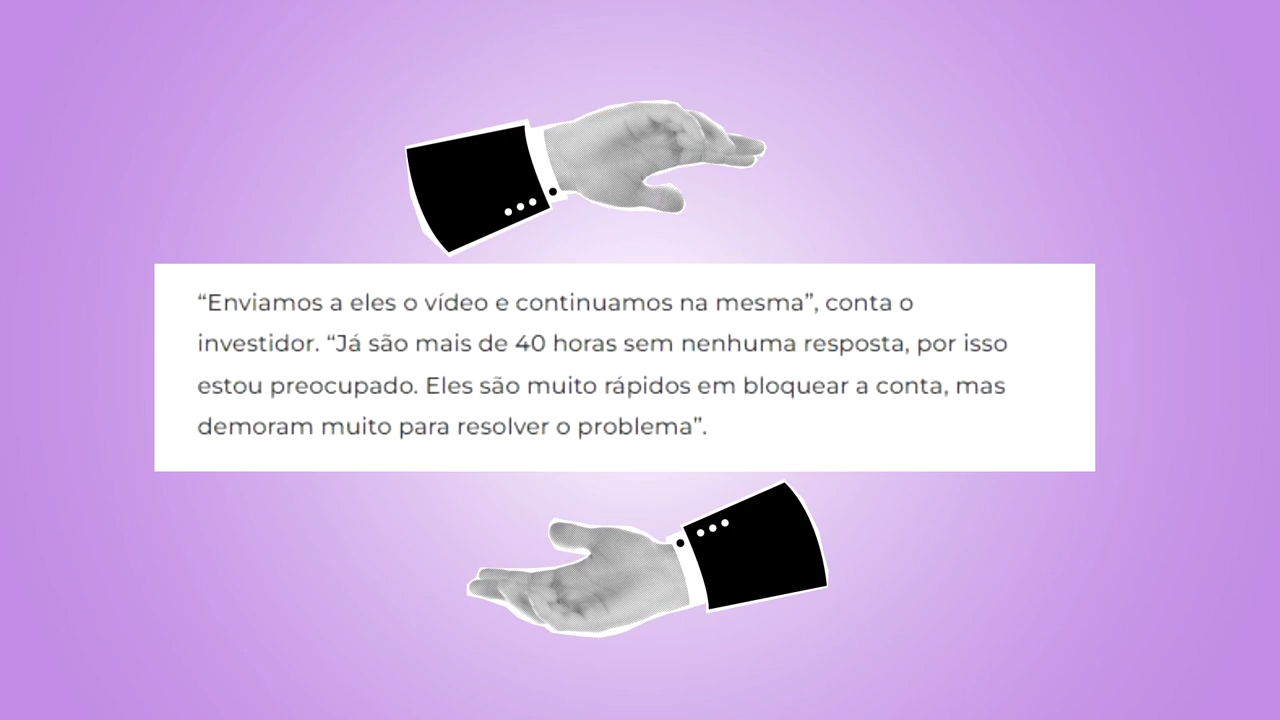 “Enviamos a eles o vídeo e continuamos na mesma”, conta o
investidor. “Já são mais de 40 horas sem nenhuma resposta, por isso
estou preocupado. Eles são muito rápidos em bloquear a conta, mas
demoram muito para resolver o problema”.